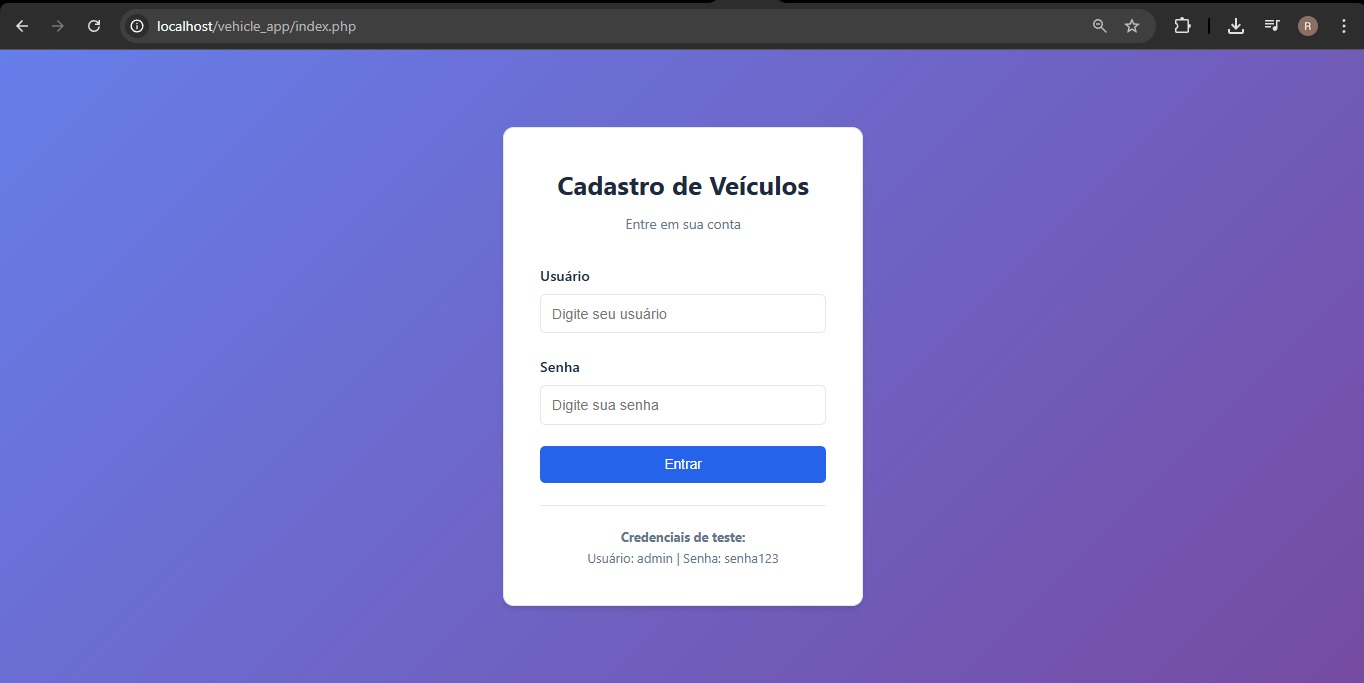 localhost/vehicle_app/index.php
R
Cadastro de Veículos
Entre em sua conta
Usuário
Digite seu usuário
Senha
Digite sua senha
Entrar
Credenciais de teste:
Usuário: admin | Senha: senha123